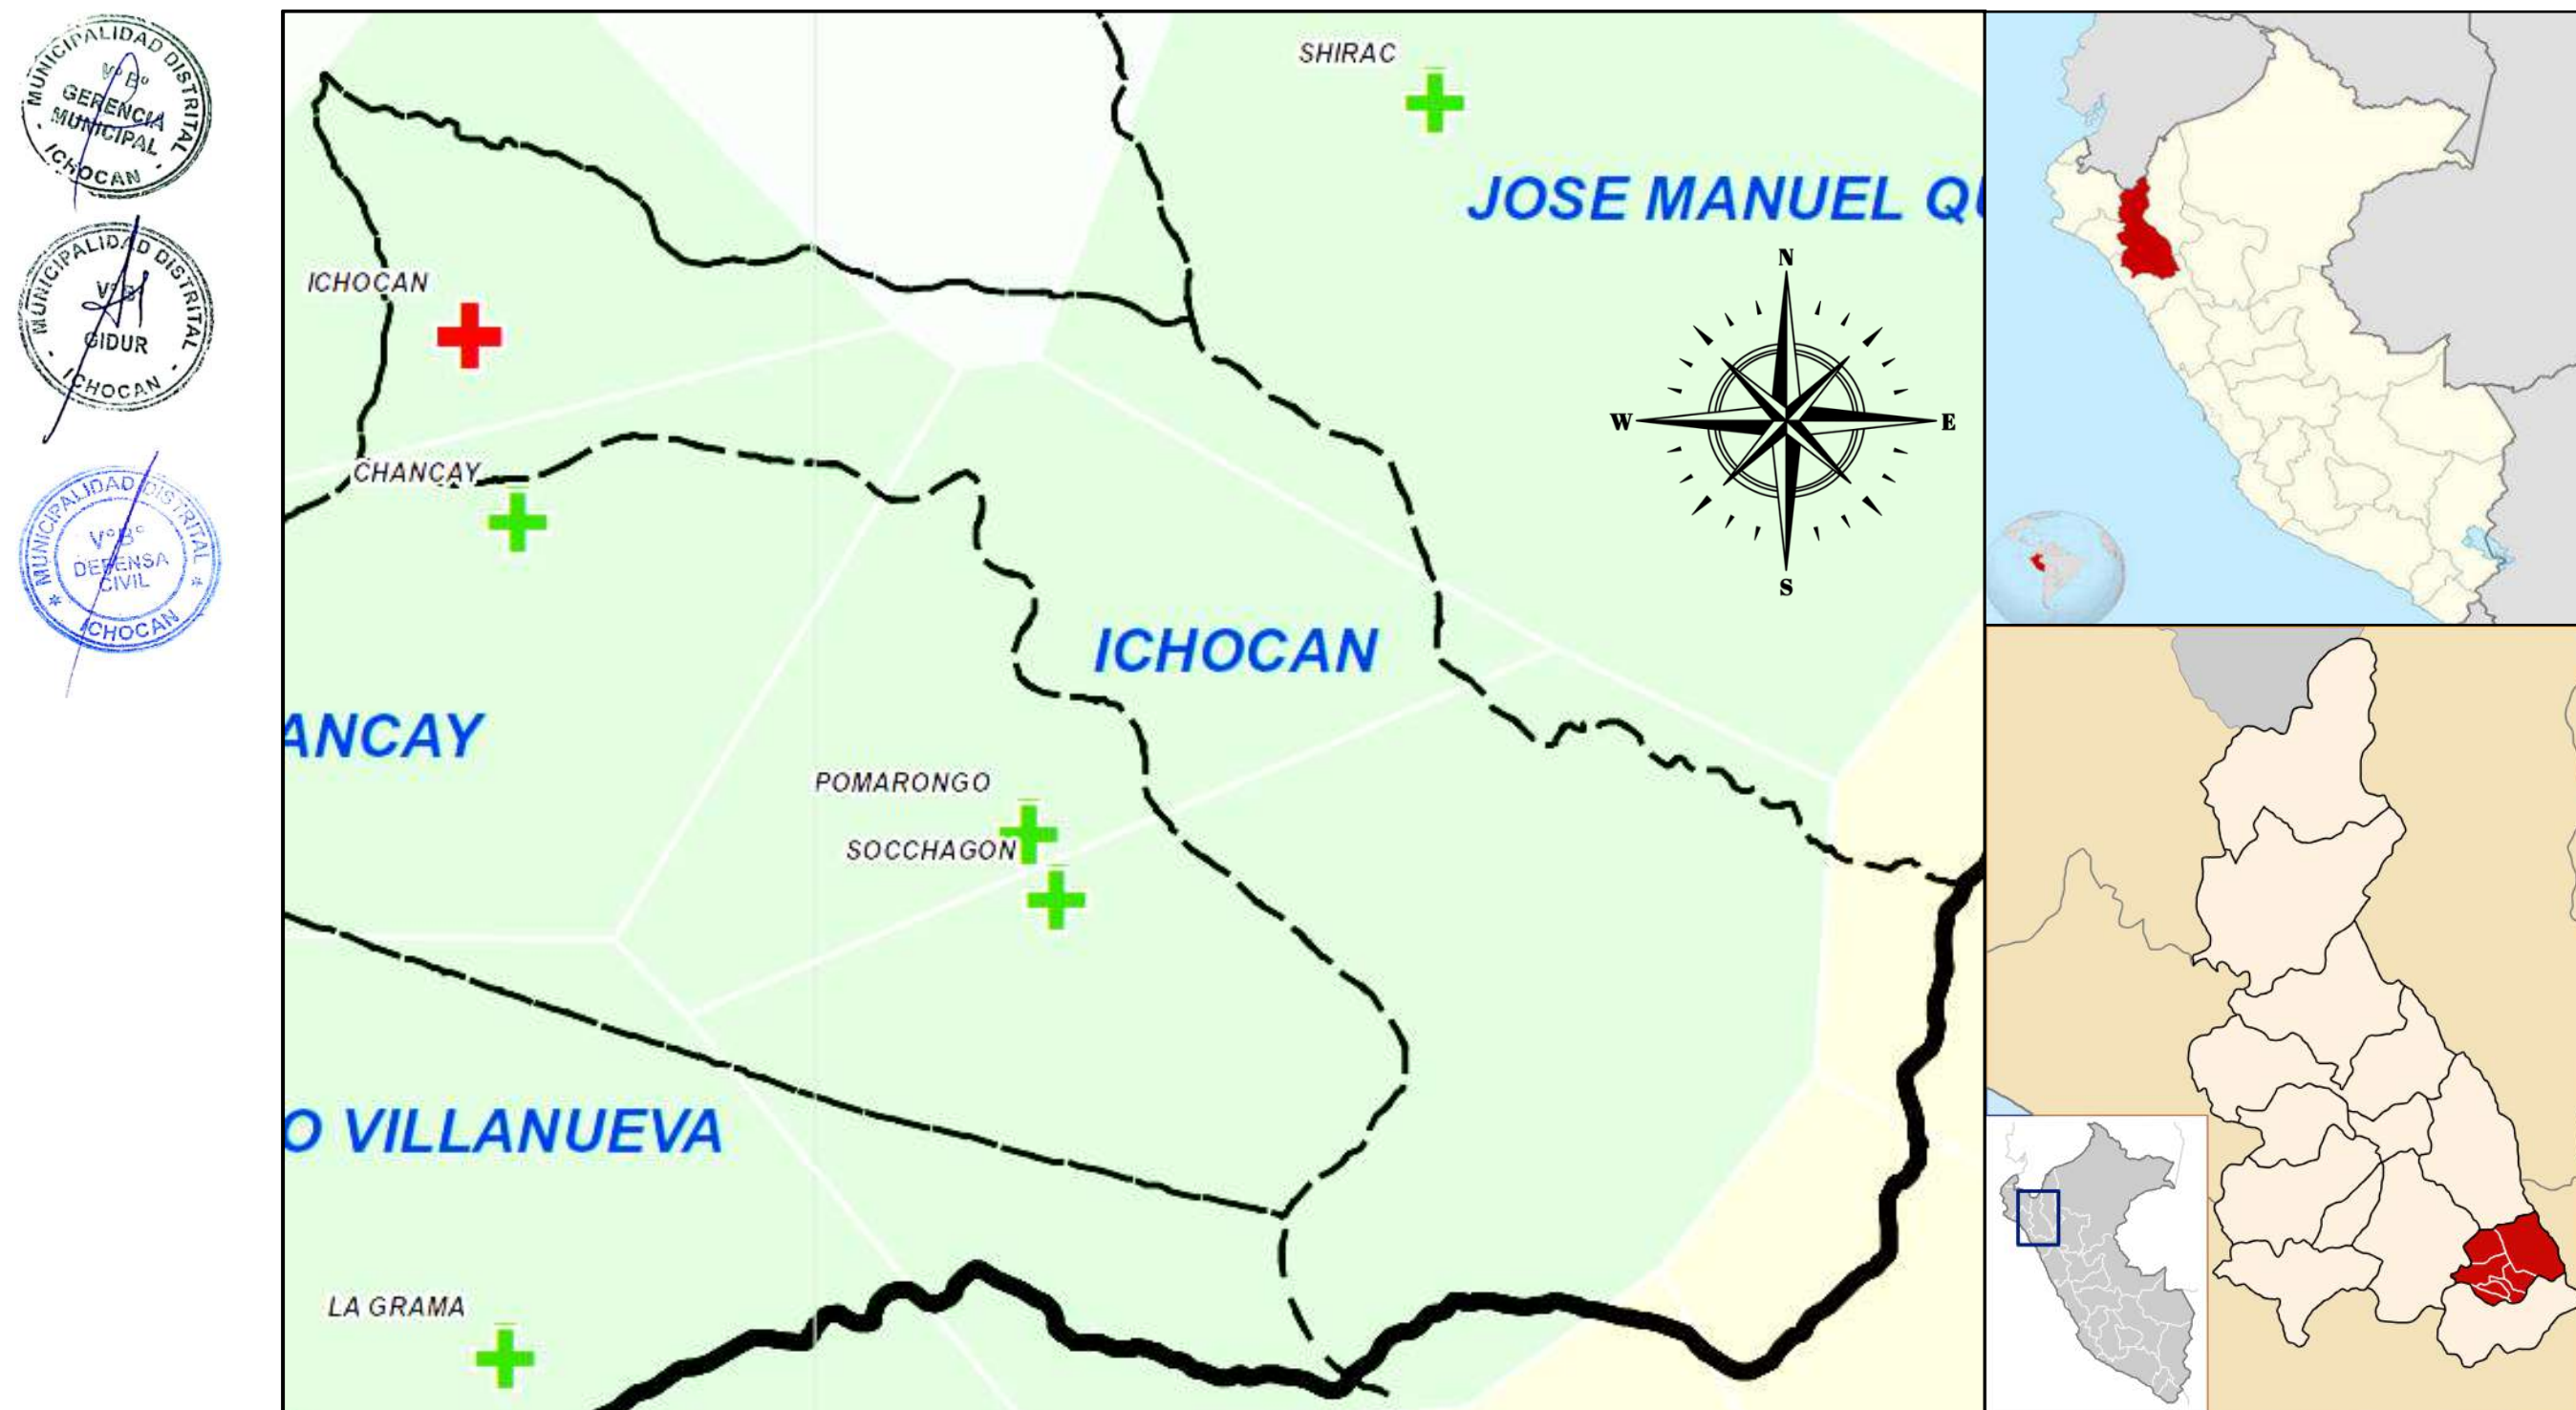 MUNICIPALIDAD DISTRITAL
V°B°
GERENCIA
MUNICIPAL
- ICHOCAN -
MUNICIPALIDAD DISTRITAL
V°B°
GIDUR
- ICHOCAN -
MUNICIPALIDAD DISTRITAL
V°B°
DEFENSA
CIVIL
* ICHOCAN *
SHIRAC
JOSE MANUEL QU
N
ICHOCAN
W
E
CHANCAY
S
ICHOCAN
ANCAY
POMARONGO
SOCCHAGON
O VILLANUEVA
LA GRAMA